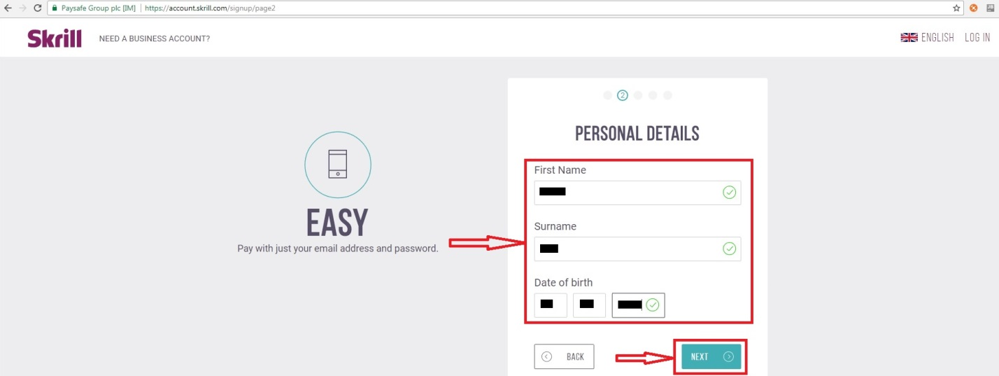 Paysafe Group plc [IM] | https://account.skrill.com/signup/page2
Skrill NEED A BUSINESS ACCOUNT? ENGLISH LOG IN
2
PERSONAL DETAILS
First Name
Surname
Date of birth
BACK NEXT
EASY
Pay with just your email address and password.